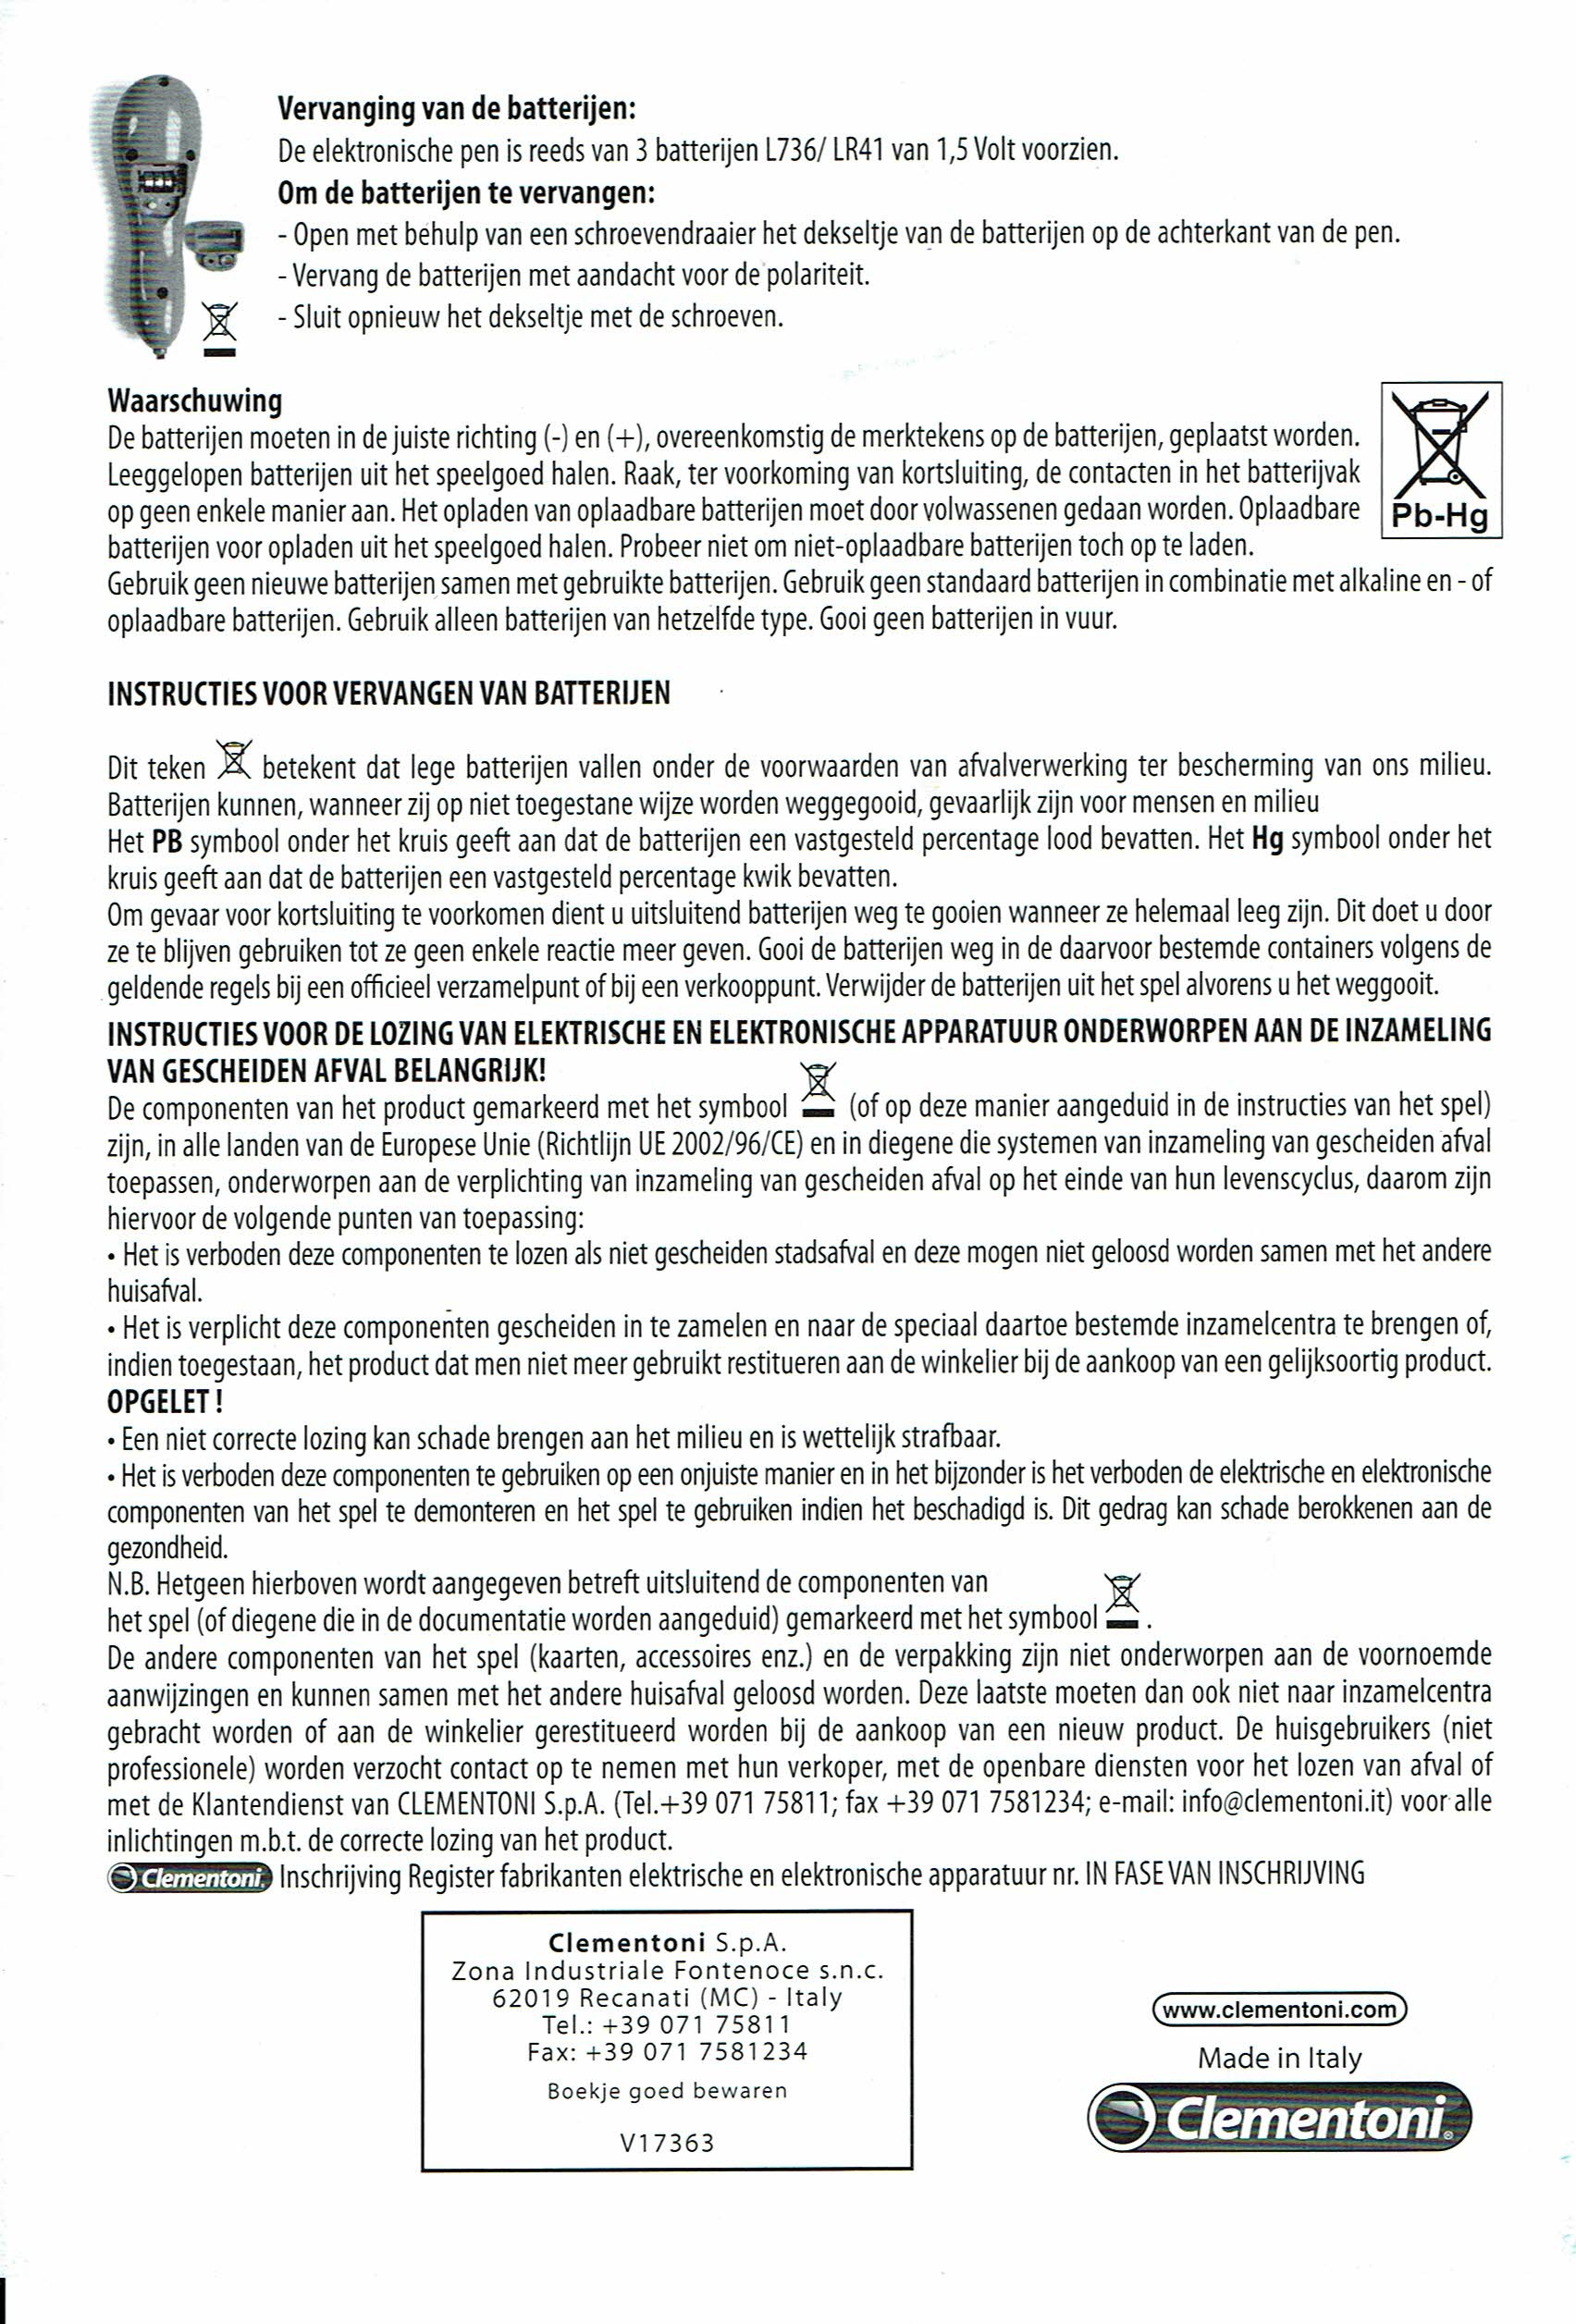 Vervanging van de batterijen:
De elektronische pen is reeds van 3 batterijen L736/ LR41 van 1,5 Volt voorzien.
Om de batterijen te vervangen:
- Open met behulp van een schroevendraaier het dekseltje van de batterijen op de achterkant van de pen.
- Vervang de batterijen met aandacht voor de polariteit.
- Sluit opnieuw het dekseltje met de schroeven.
Waarschuwing
De batterijen moeten in de juiste richting (-) en (+), overeenkomstig de merktekens op de batterijen, geplaatst worden.
Leeggelopen batterijen uit het speelgoed halen. Raak, ter voorkoming van kortsluiting, de contacten in het batterijvak
op geen enkele manier aan. Het opladen van oplaadbare batterijen moet door volwassenen gedaan worden. Oplaadbare
batterijen voor opladen uit het speelgoed halen. Probeer niet om niet-oplaadbare batterijen toch op te laden.
Pb-Hg
Gebruik geen nieuwe batterijen samen met gebruikte batterijen. Gebruik geen standaard batterijen in combinatie met alkaline en - of
oplaadbare batterijen. Gebruik alleen batterijen van hetzelfde type. Gooi geen batterijen in vuur.
INSTRUCTIES VOOR VERVANGEN VAN BATTERIJEN
Dit teken betekent dat lege batterijen vallen onder de voorwaarden van afvalverwerking ter bescherming van ons milieu.
Batterijen kunnen, wanneer zij op niet toegestane wijze worden weggegooid, gevaarlijk zijn voor mensen en milieu
Het PB symbool onder het kruis geeft aan dat de batterijen een vastgesteld percentage lood bevatten. Het Hg symbool onder het
kruis geeft aan dat de batterijen een vastgesteld percentage kwik bevatten.
Om gevaar voor kortsluiting te voorkomen dient u uitsluitend batterijen weg te gooien wanneer ze helemaal leeg zijn. Dit doet u door
ze te blijven gebruiken tot ze geen enkele reactie meer geven. Gooi de batterijen weg in de daarvoor bestemde containers volgens de
geldende regels bij een officieel verzamelpunt of bij een verkooppunt. Verwijder de batterijen uit het spel alvorens u het weggooit.
INSTRUCTIES VOOR DE LOZING VAN ELEKTRISCHE EN ELEKTRONISCHE APPARATUUR ONDERWORPEN AAN DE INZAMELING
VAN GESCHEIDEN AFVAL BELANGRIJK!
De componenten van het product gemarkeerd met het symbool (of op deze manier aangeduid in de instructies van het spel)
zijn, in alle landen van de Europese Unie (Richtlijn UE 2002/96/CE) en in diegene die systemen van inzameling van gescheiden afval
toepassen, onderworpen aan de verplichting van inzameling van gescheiden afval op het einde van hun levenscyclus, daarom zijn
hiervoor de volgende punten van toepassing:
• Het is verboden deze componenten te lozen als niet gescheiden stadsafval en deze mogen niet geloosd worden samen met het andere
huisafval.
• Het is verplicht deze componenten gescheiden in te zamelen en naar de speciaal daartoe bestemde inzamelcentra te brengen of,
indien toegestaan, het product dat men niet meer gebruikt restitueren aan de winkelier bij de aankoop van een gelijksoortig product.
OPGELET !
• Een niet correcte lozing kan schade brengen aan het milieu en is wettelijk strafbaar.
• Het is verboden deze componenten te gebruiken op een onjuiste manier en in het bijzonder is het verboden de elektrische en elektronische
componenten van het spel te demonteren en het spel te gebruiken indien het beschadigd is. Dit gedrag kan schade berokkenen aan de
gezondheid.
N.B. Hetgeen hierboven wordt aangegeven betreft uitsluitend de componenten van
het spel (of diegene die in de documentatie worden aangeduid) gemarkeerd met het symbool .
De andere componenten van het spel (kaarten, accessoires enz.) en de verpakking zijn niet onderworpen aan de voornoemde
aanwijzingen en kunnen samen met het andere huisafval geloosd worden. Deze laatste moeten dan ook niet naar inzamelcentra
gebracht worden of aan de winkelier gerestitueerd worden bij de aankoop van een nieuw product. De huisgebruikers (niet
professionele) worden verzocht contact op te nemen met hun verkoper, met de openbare diensten voor het lozen van afval of
met de Klantendienst van CLEMENTONI S.p.A. (Tel.+39 071 75811; fax +39 071 7581234; e-mail: info@clementoni.it) voor alle
inlichtingen m.b.t. de correcte lozing van het product.
Clementoni Inschrijving Register fabrikanten elektrische en elektronische apparatuur nr. IN FASE VAN INSCHRIJVING
Clementoni S.p.A.
Zona Industriale Fontenoce s.n.c.
62019 Recanati (MC) - Italy
Tel.: +39 071 75811
Fax: +39 071 7581234
Boekje goed bewaren
V17363
www.clementoni.com
Made in Italy
Clementoni®